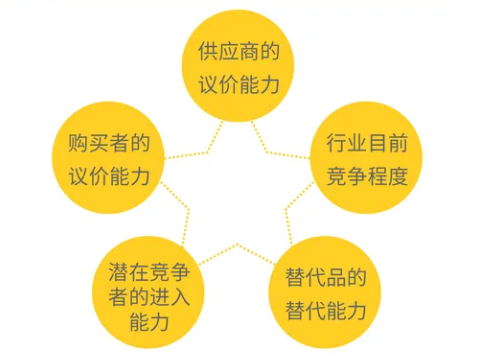 供应商的
议价能力
购买者的
议价能力
行业目前
竞争程度
潜在竞争
者的进入
能力
替代品的
替代能力